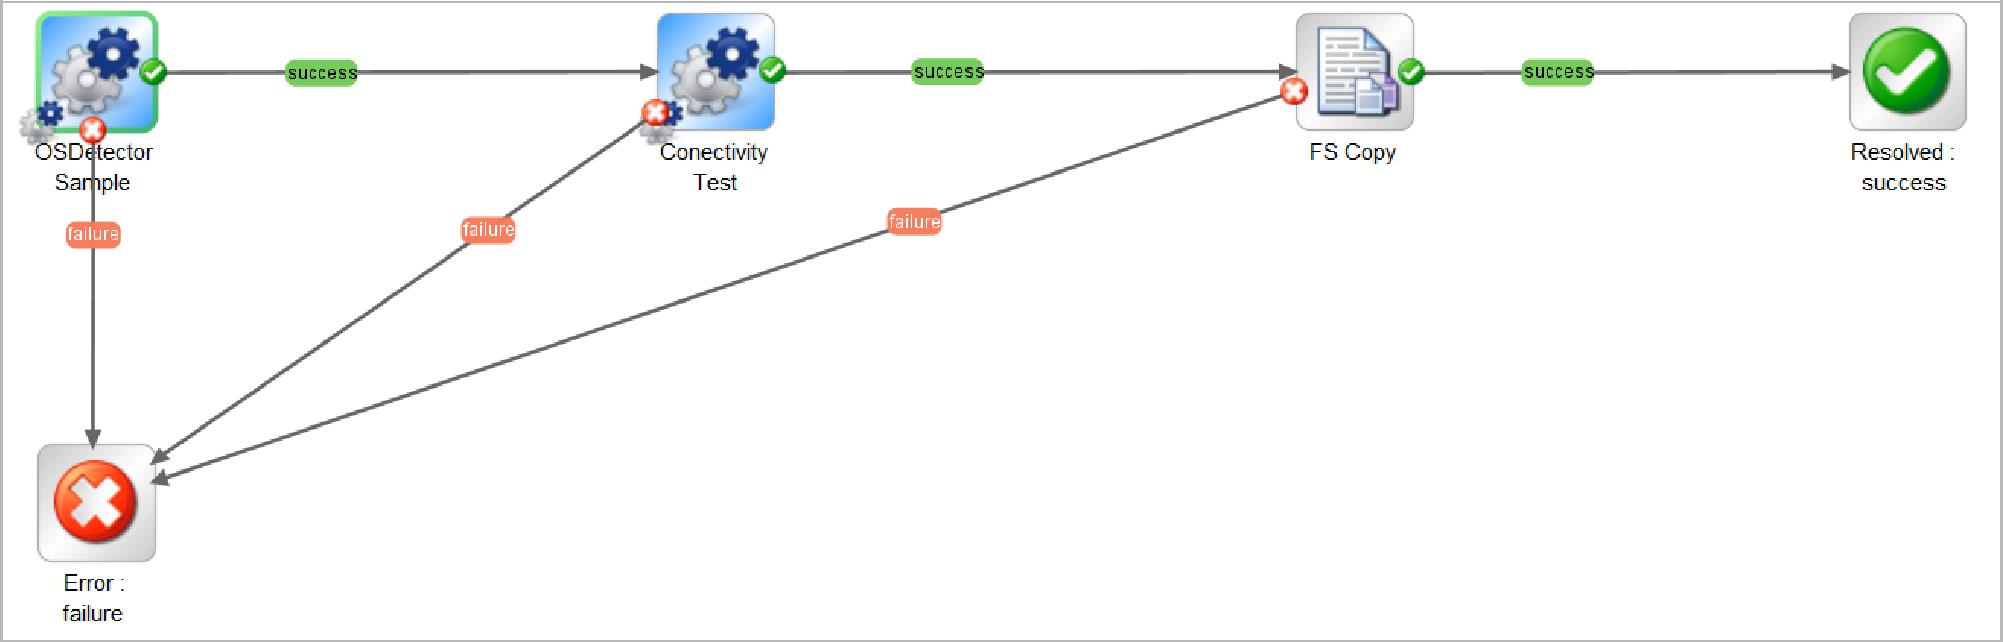 success
success
success
OSDetector
Sample
Conectivity
Test
FS Copy
Resolved :
success
failure
failure
failure
Error :
failure